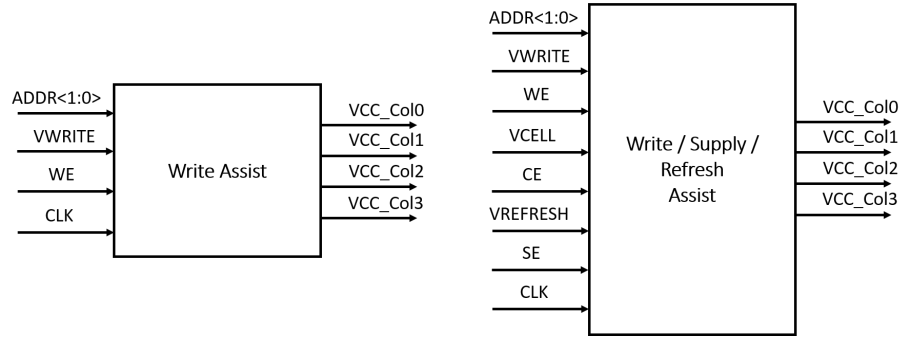 ADDR<1:0>
VWRITE
WE
CLK
Write Assist
VCC_Col0
VCC_Col1
VCC_Col2
VCC_Col3
ADDR<1:0>
VWRITE
WE
VCELL
CE
VREFRESH
SE
CLK
Write / Supply /
Refresh
Assist
VCC_Col0
VCC_Col1
VCC_Col2
VCC_Col3